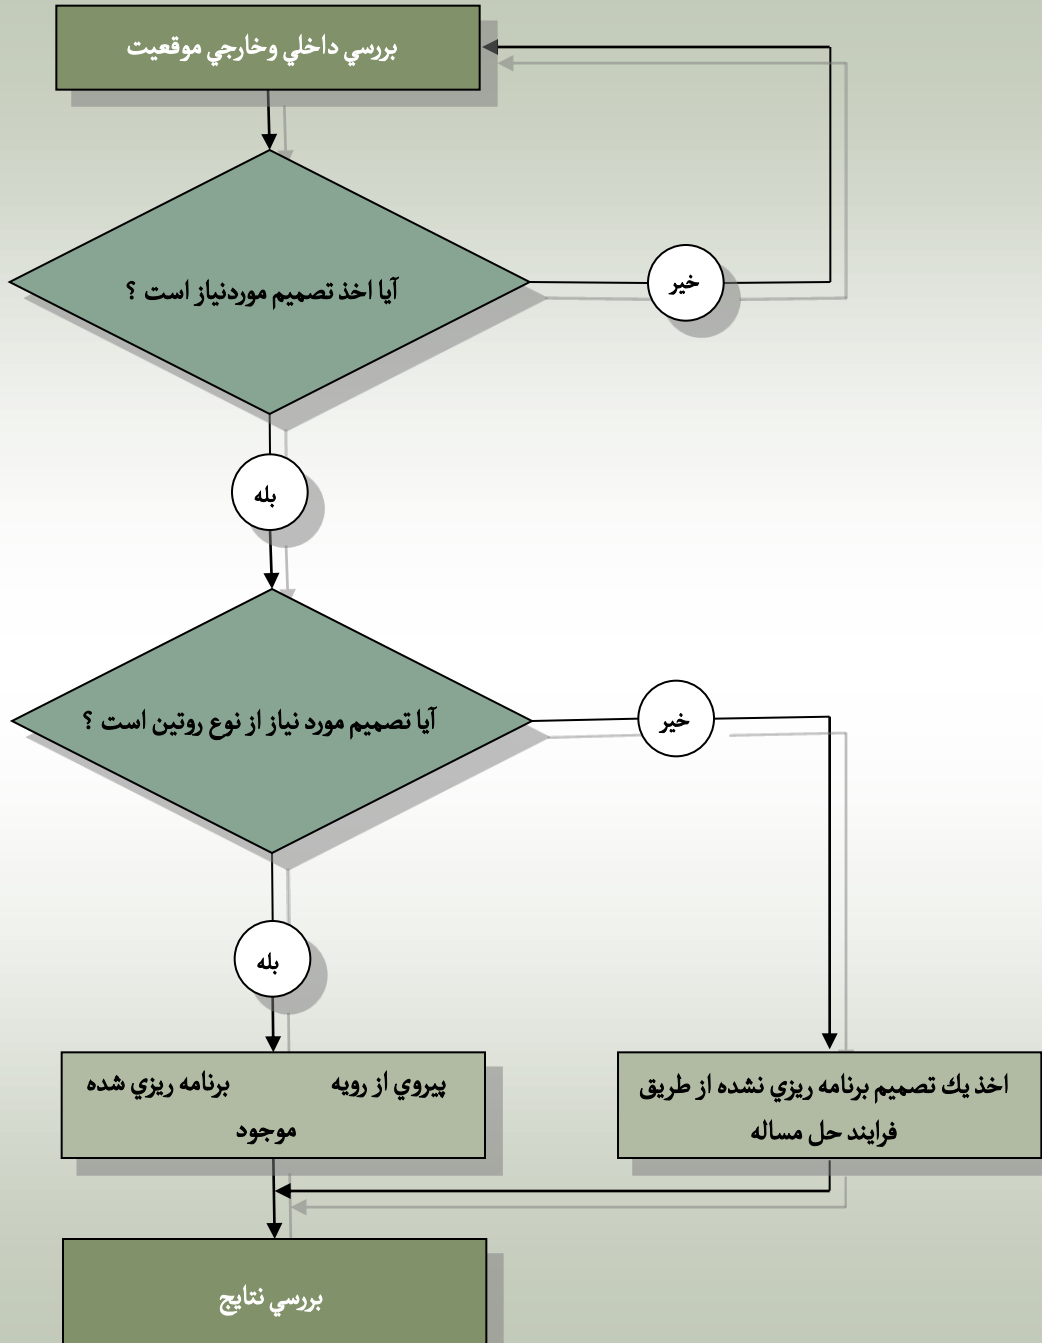 بررسي داخلي وخارجي موقعيت
آيا اخذ تصميم موردنياز است ؟
خير
بله
آيا تصميم مورد نياز از نوع روتين است ؟
خير
بله
پيروي از رويه برنامه ريزي شده
موجود
اخذ يك تصميم برنامه ريزي نشده از طريق
فرايند حل مساله
بررسي نتايج